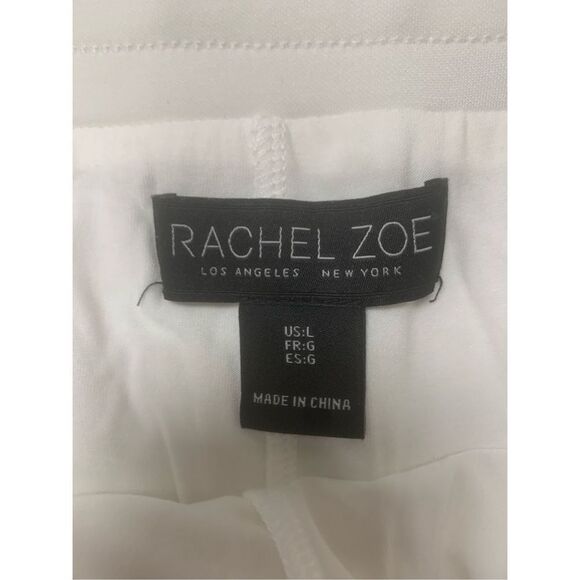 RACHEL ZOE
LOS ANGELES NEW YORK
US:L
FR:G
ES:G
MADE IN CHINA